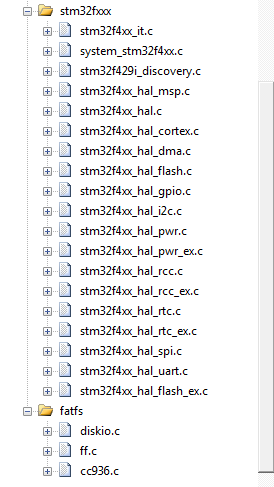 stm32fxxx
stm32f4xx_it.c
system_stm32f4xx.c
stm32f429i_discovery.c
stm32f4xx_hal_msp.c
stm32f4xx_hal.c
stm32f4xx_hal_cortex.c
stm32f4xx_hal_dma.c
stm32f4xx_hal_flash.c
stm32f4xx_hal_gpio.c
stm32f4xx_hal_i2c.c
stm32f4xx_hal_pwr.c
stm32f4xx_hal_pwr_ex.c
stm32f4xx_hal_rcc.c
stm32f4xx_hal_rcc_ex.c
stm32f4xx_hal_rtc.c
stm32f4xx_hal_rtc_ex.c
stm32f4xx_hal_spi.c
stm32f4xx_hal_uart.c
stm32f4xx_hal_flash_ex.c
fatfs
diskio.c
ff.c
cc936.c